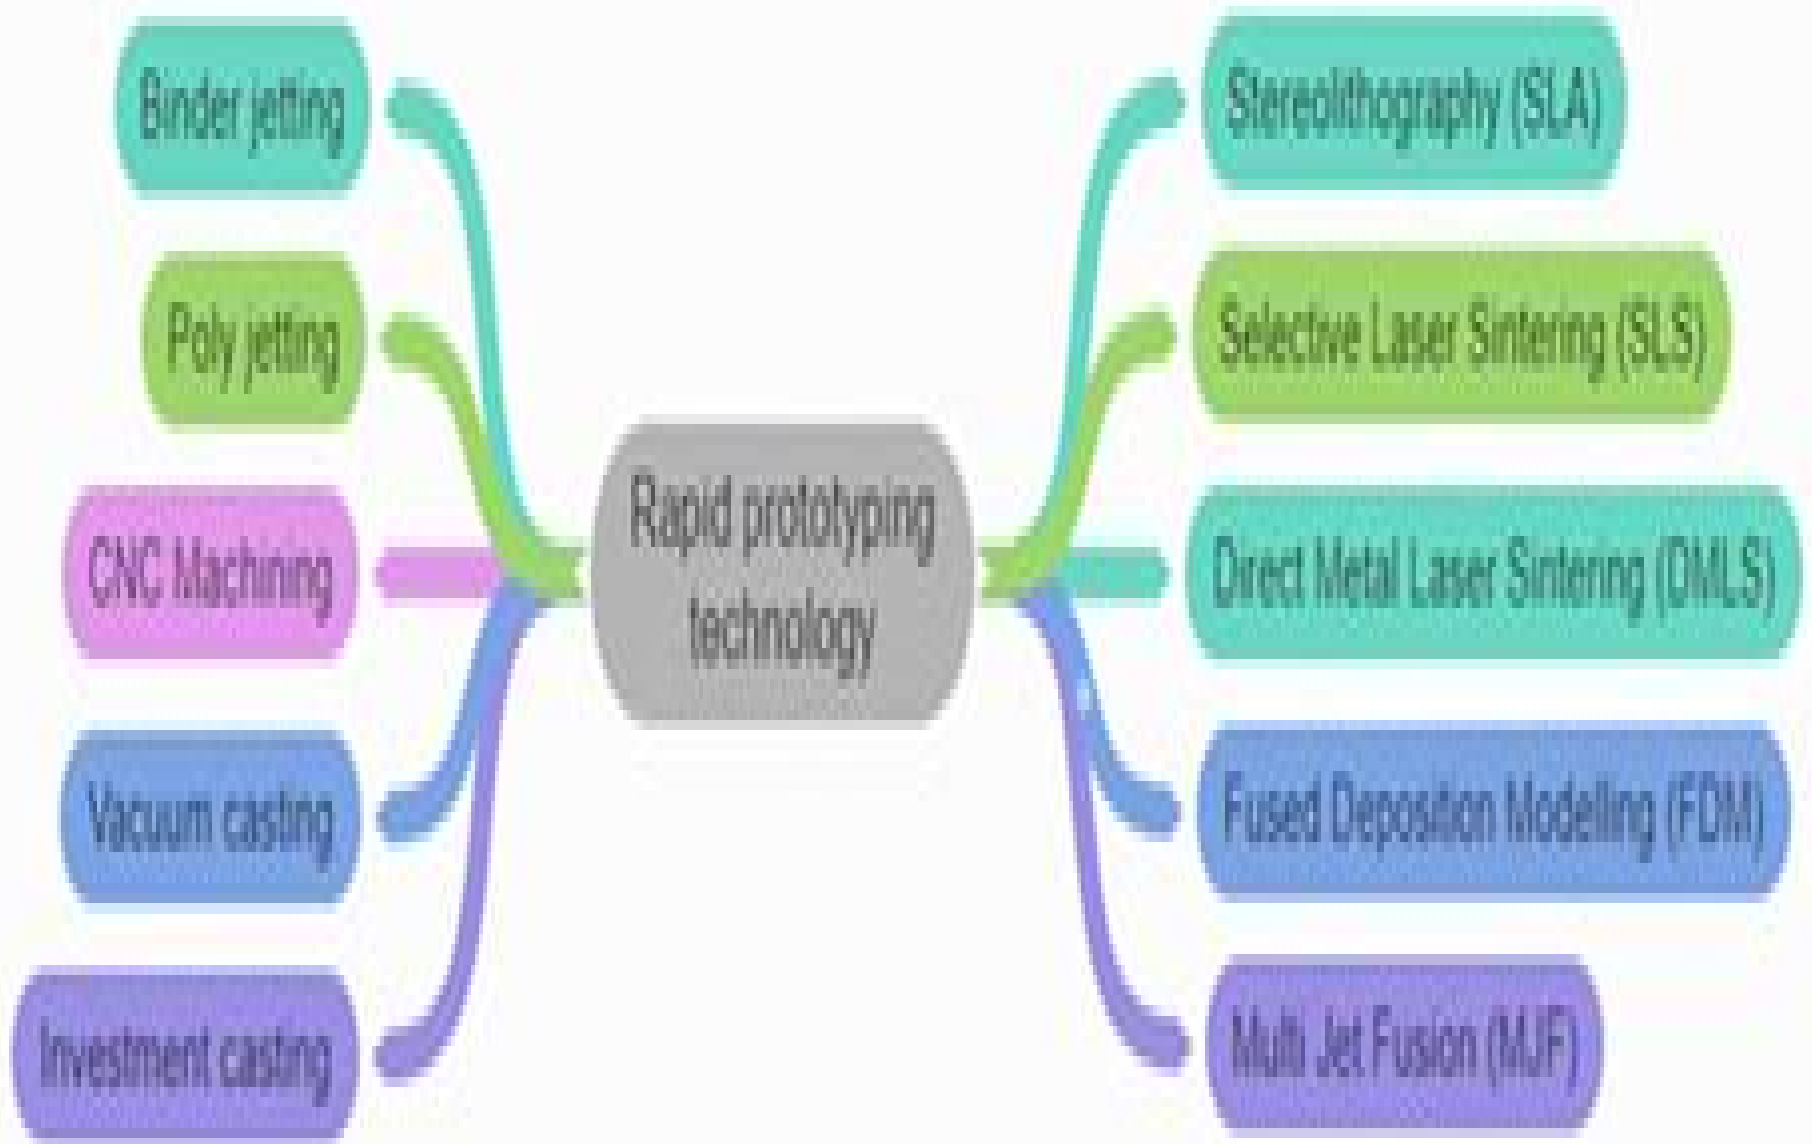 Binder jetting
Poly jetting
CNC Machining
Vacuum casting
Investment casting
Rapid prototyping
technology
Stereolithography (SLA)
Selective Laser Sintering (SLS)
Direct Metal Laser Sintering (DMLS)
Fused Deposition Modelling (FDM)
Multi Jet Fusion (MJF)